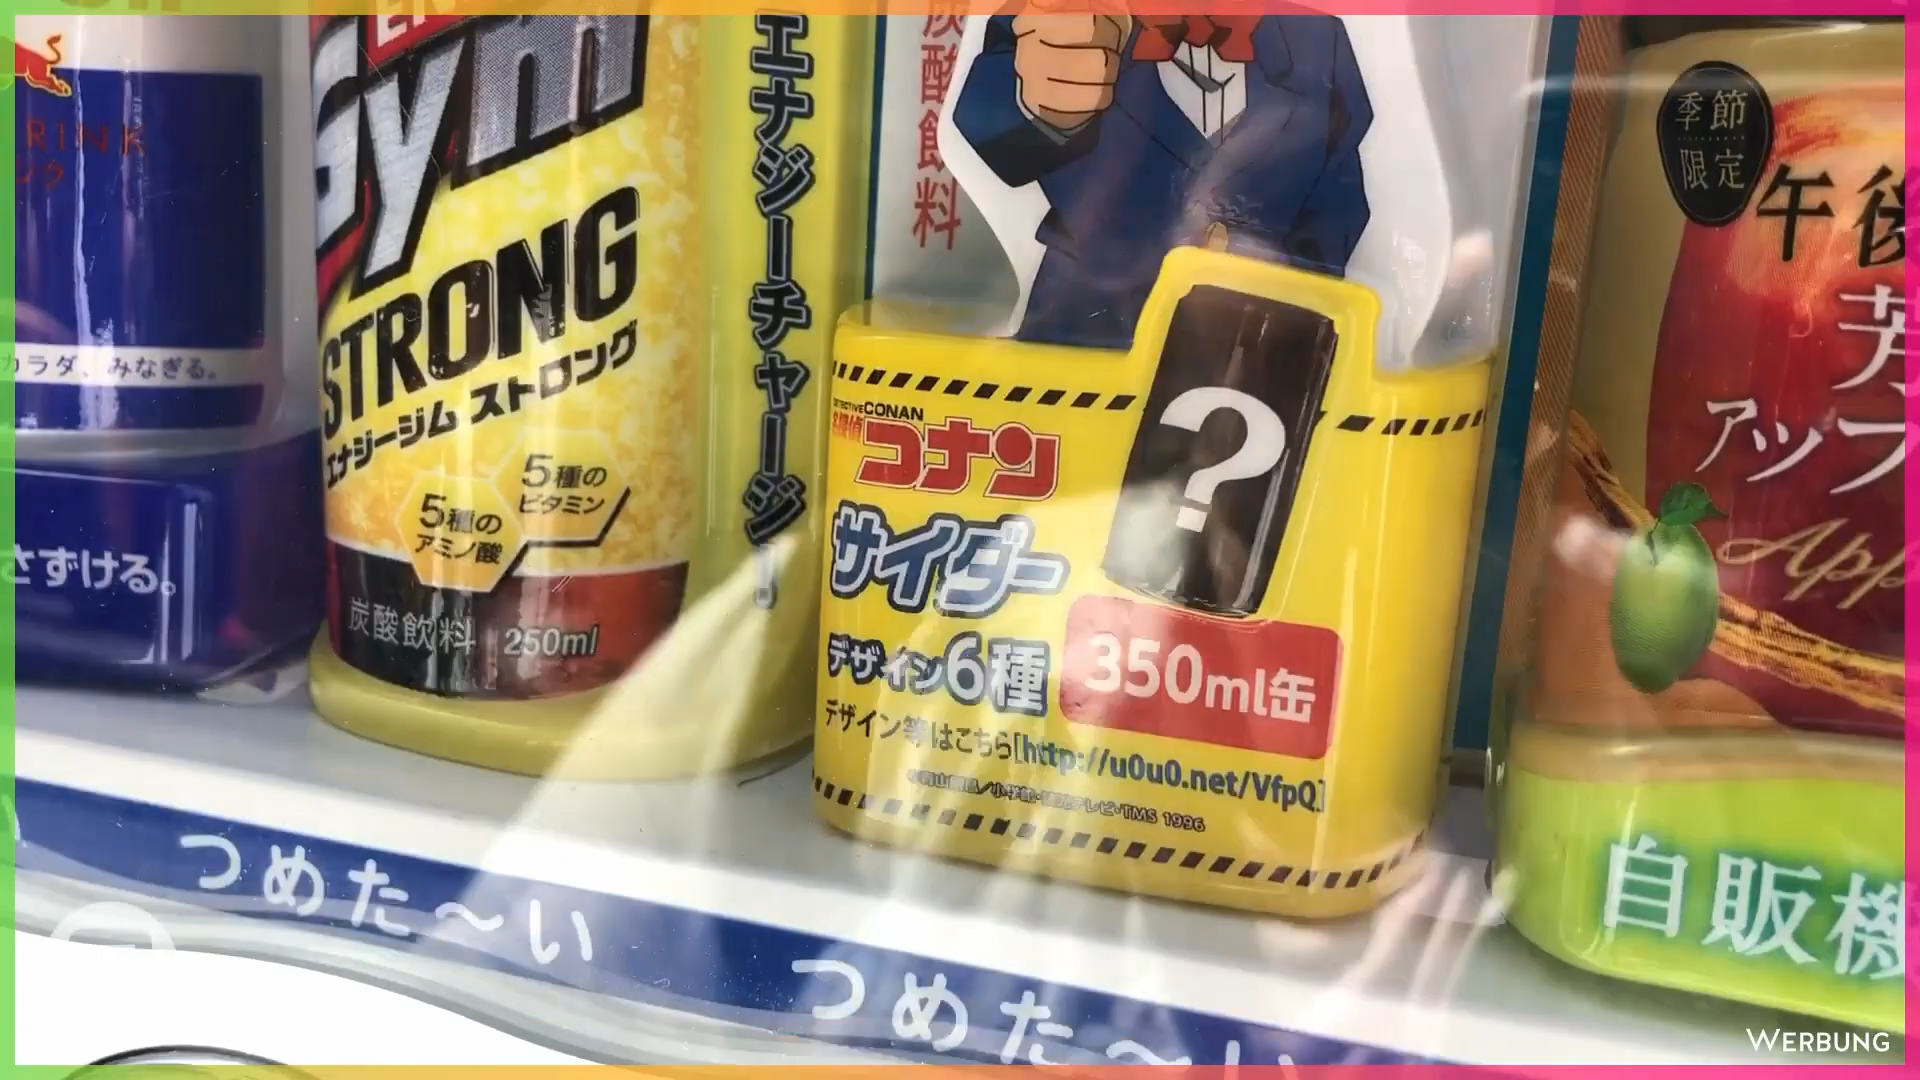 RINK
カラダ、みなぎる。
さずける。
Gym
STRONG
エナジージム ストロング
5種の
ビタミン
5種の
アミノ酸
炭酸飲料 250ml
エナジーチャージ!
炭酸飲料
DETECTIVE CONAN
名探偵
コナン
サイダー
?
デザイン6種
350ml缶
デザイン等はこちら[http://u0u0.net/VfpQ]
TMS 1996
季節
限定
午後
アップ
App
自販機
つめた〜い
つめた〜い
WERBUNG